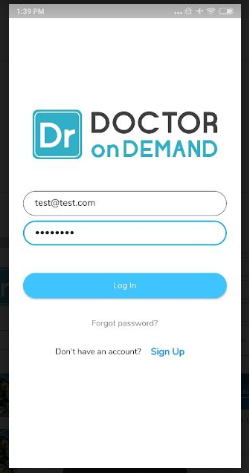 1:39 PM
Dr DOCTOR
on DEMAND
test@test.com
••••••••
Log In
Forgot password?
Don't have an account? Sign Up